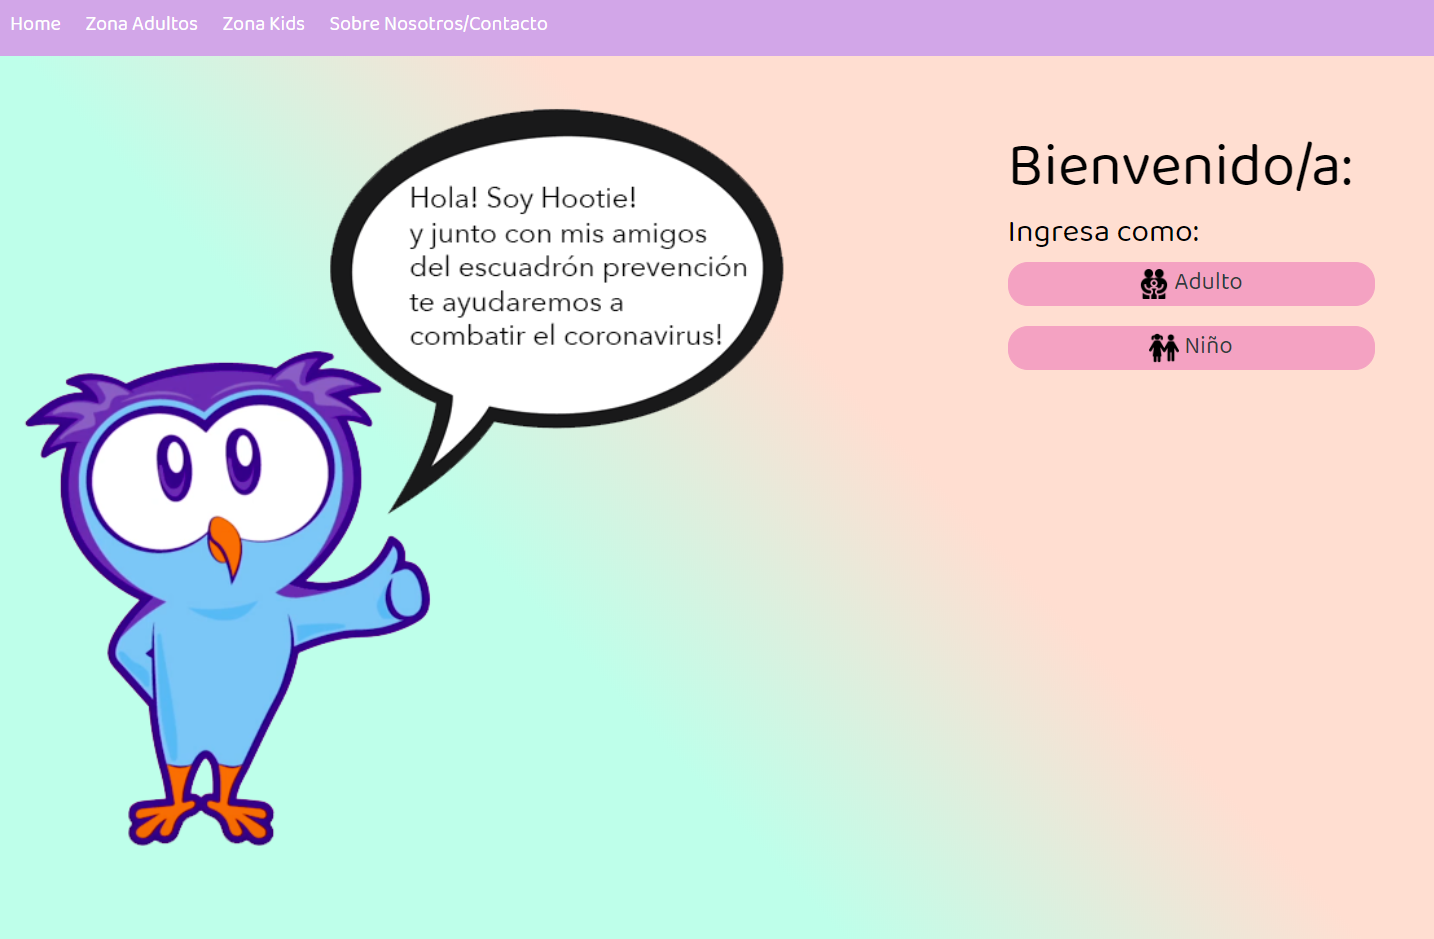 Home Zona Adultos Zona Kids Sobre Nosotros/Contacto
Hola! Soy Hootie!
y junto con mis amigos
del escuadrón prevención
te ayudaremos a
combatir el coronavirus!
Bienvenido/a:
Ingresa como:
Adulto
Niño